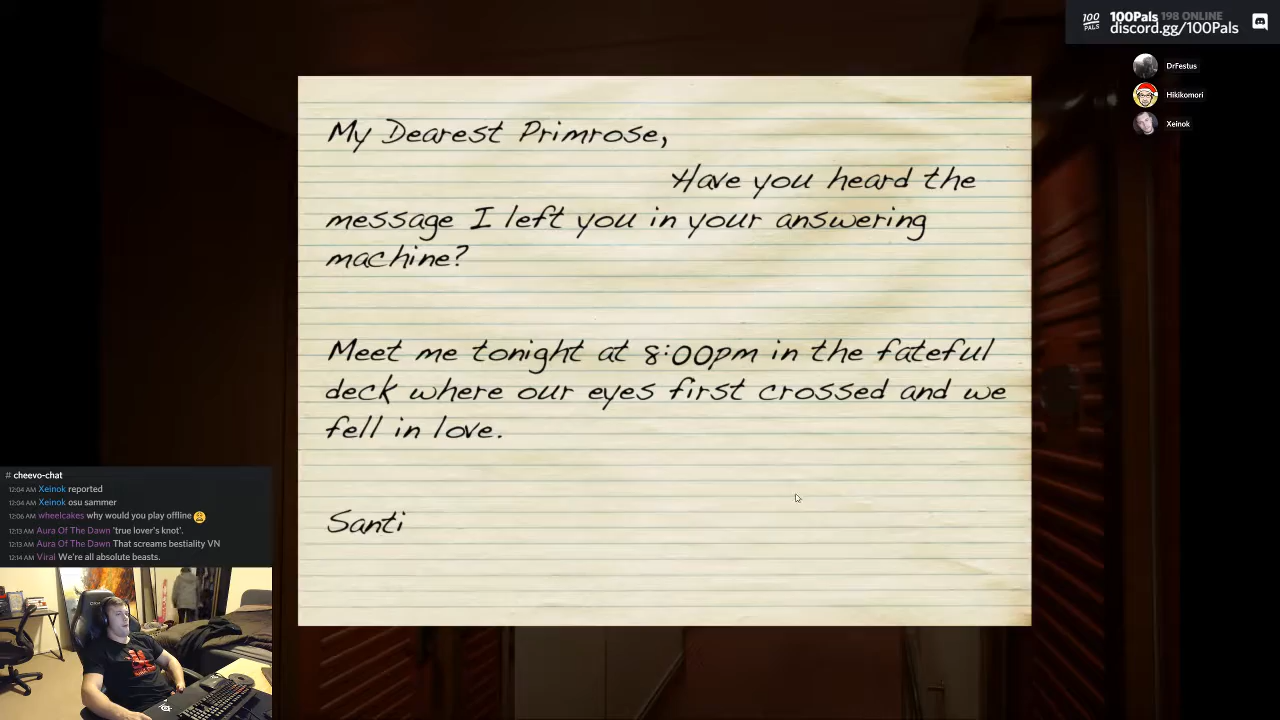 100 PALS
100Pals 198 ONLINE
discord.gg/100Pals
DrFestus
Hikikomori
Xeinok
My Dearest Primrose,
Have you heard the
message I left you in your answering
machine?
Meet me tonight at 8:00pm in the fateful
deck where our eyes first crossed and we
fell in love.
Santi
# cheevo-chat
12:04 AM Xeinok reported
12:04 AM Xeinok osu sammer
12:06 AM wheelcakes why would you play offline
12:13 AM Aura Of The Dawn 'true lover's knot'.
12:13 AM Aura Of The Dawn That screams bestiality VN
12:14 AM Viral We're all absolute beasts.